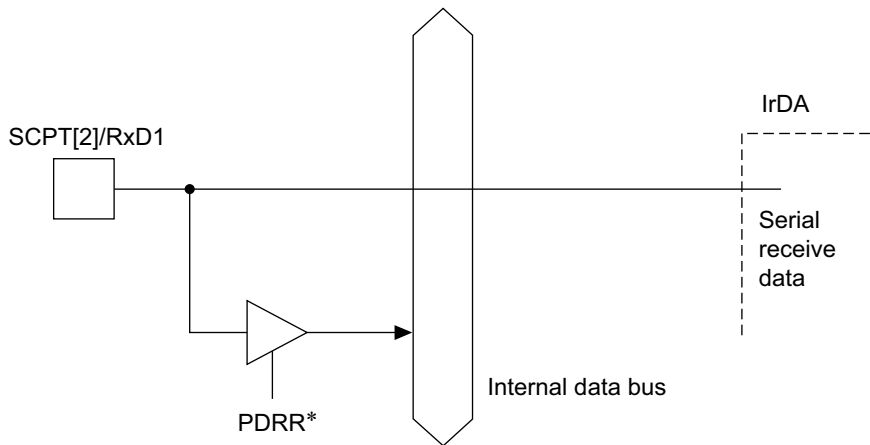 IrDA
SCPT[2]/RxD1
Serial
receive
data
Internal data bus
PDRR*